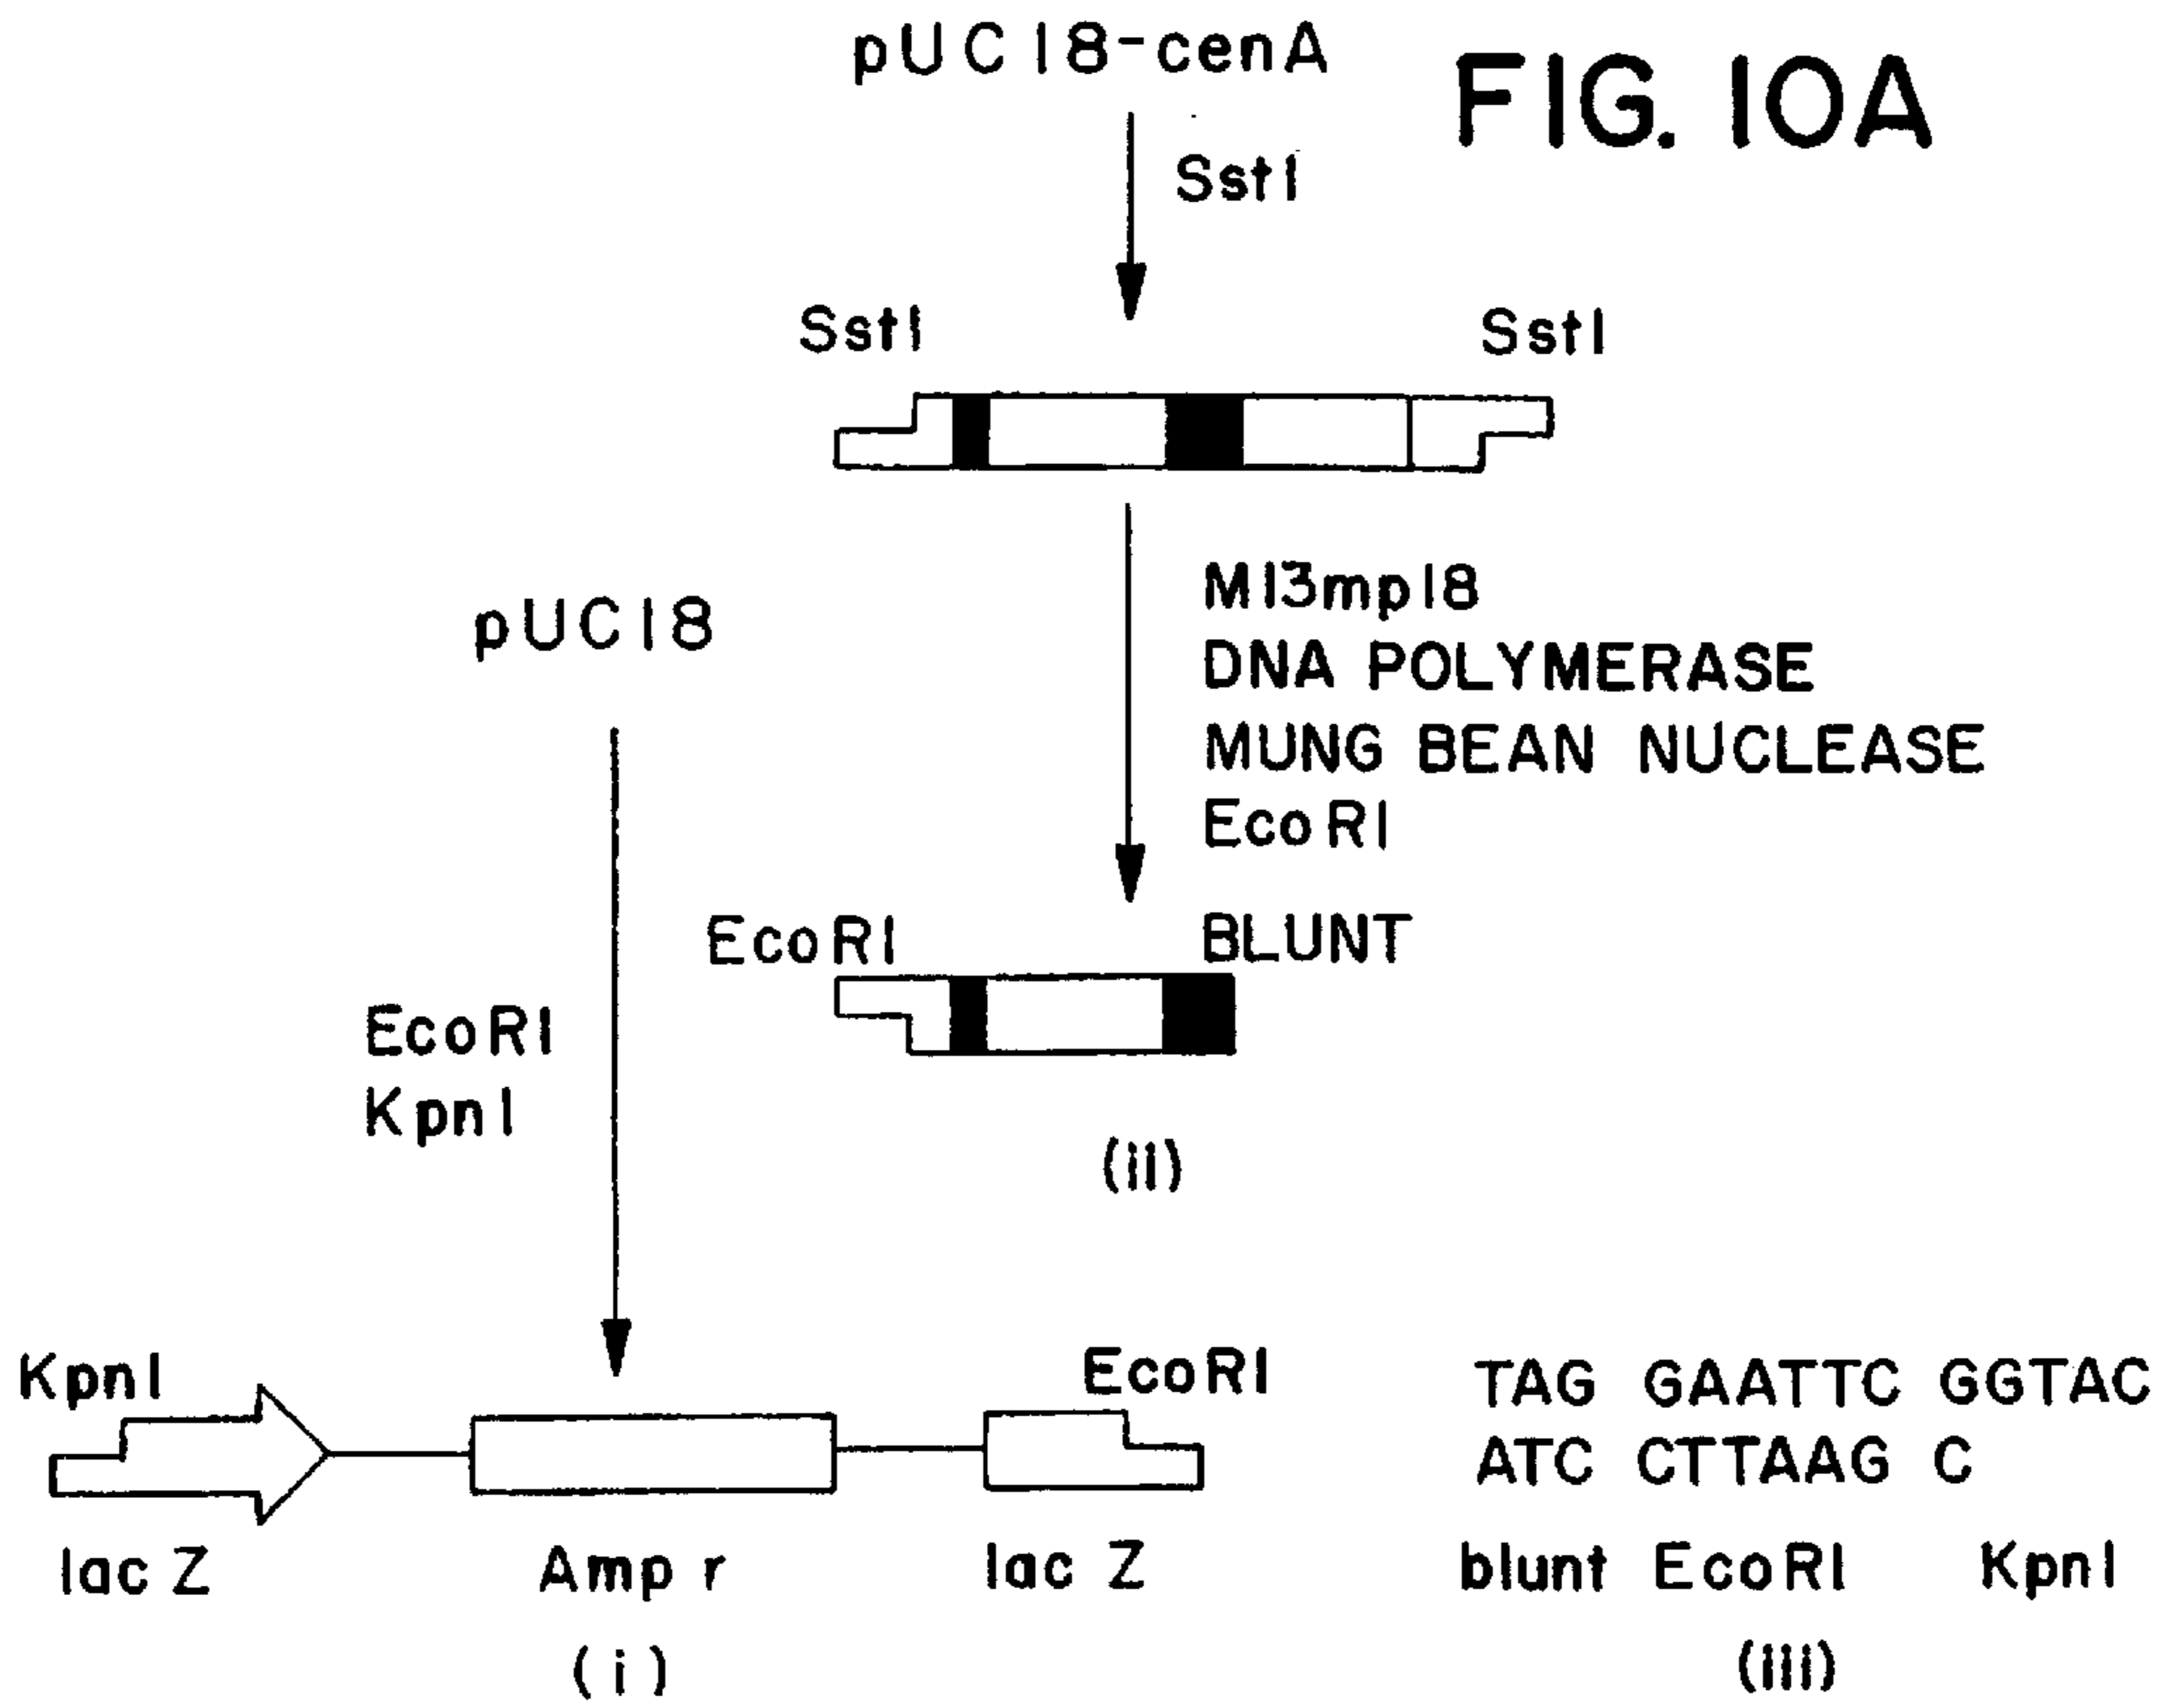 pUC18-cenA
FIG. 10A
SstI
SstI
SstI
M13mp18
DNA POLYMERASE
MUNG BEAN NUCLEASE
EcoRI
pUC18
EcoRI
KpnI
EcoRI
BLUNT
(ii)
KpnI
EcoRI
lacZ
Amp r
lac Z
(i)
TAG GAATTC GGTAC
ATC CTTAAG C
blunt EcoRI KpnI
(iii)